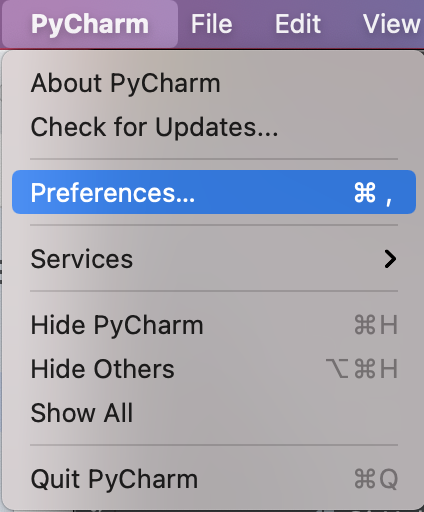 PyCharm File Edit View
About PyCharm
Check for Updates...
Preferences... ⌘ ,
Services
Hide PyCharm ⌘H
Hide Others ⌥⌘H
Show All
Quit PyCharm ⌘Q